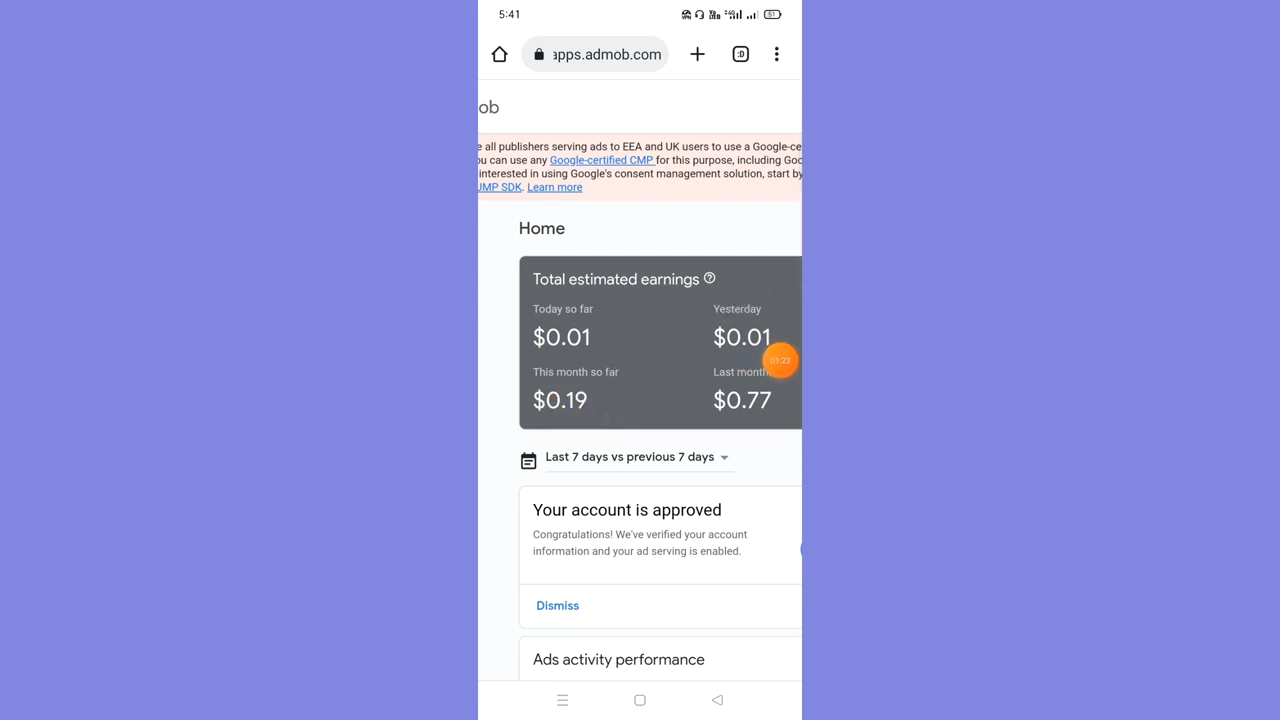 5:41
51
apps.admob.com
:D
ob
e all publishers serving ads to EEA and UK users to use a Google-ce
ou can use any Google-certified CMP for this purpose, including Goo
interested in using Google's consent management solution, start by
UMP SDK. Learn more
Home
Total estimated earnings
Today so far Yesterday
$0.01 $0.01
01:23
This month so far Last month
$0.19 $0.77
Last 7 days vs previous 7 days
Your account is approved
Congratulations! We've verified your account
information and your ad serving is enabled.
Dismiss
Ads activity performance